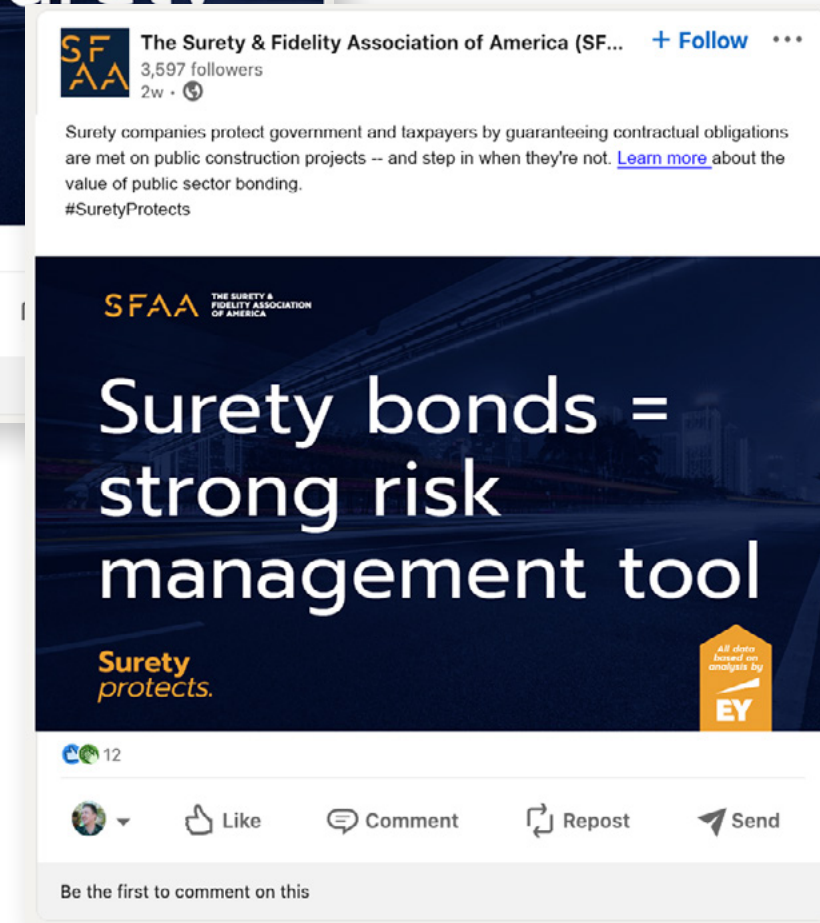 SF
AA
The Surety & Fidelity Association of America (SF...
+ Follow
3,597 followers
2w •
Surety companies protect government and taxpayers by guaranteeing contractual obligations
are met on public construction projects -- and step in when they're not. Learn more about the
value of public sector bonding.
#SuretyProtects
SFAA
THE SURETY &
FIDELITY ASSOCIATION
OF AMERICA
Surety bonds =
strong risk
management tool
Surety
protects.
All data
based on
analysis by
EY
12
Like
Comment
Repost
Send
Be the first to comment on this